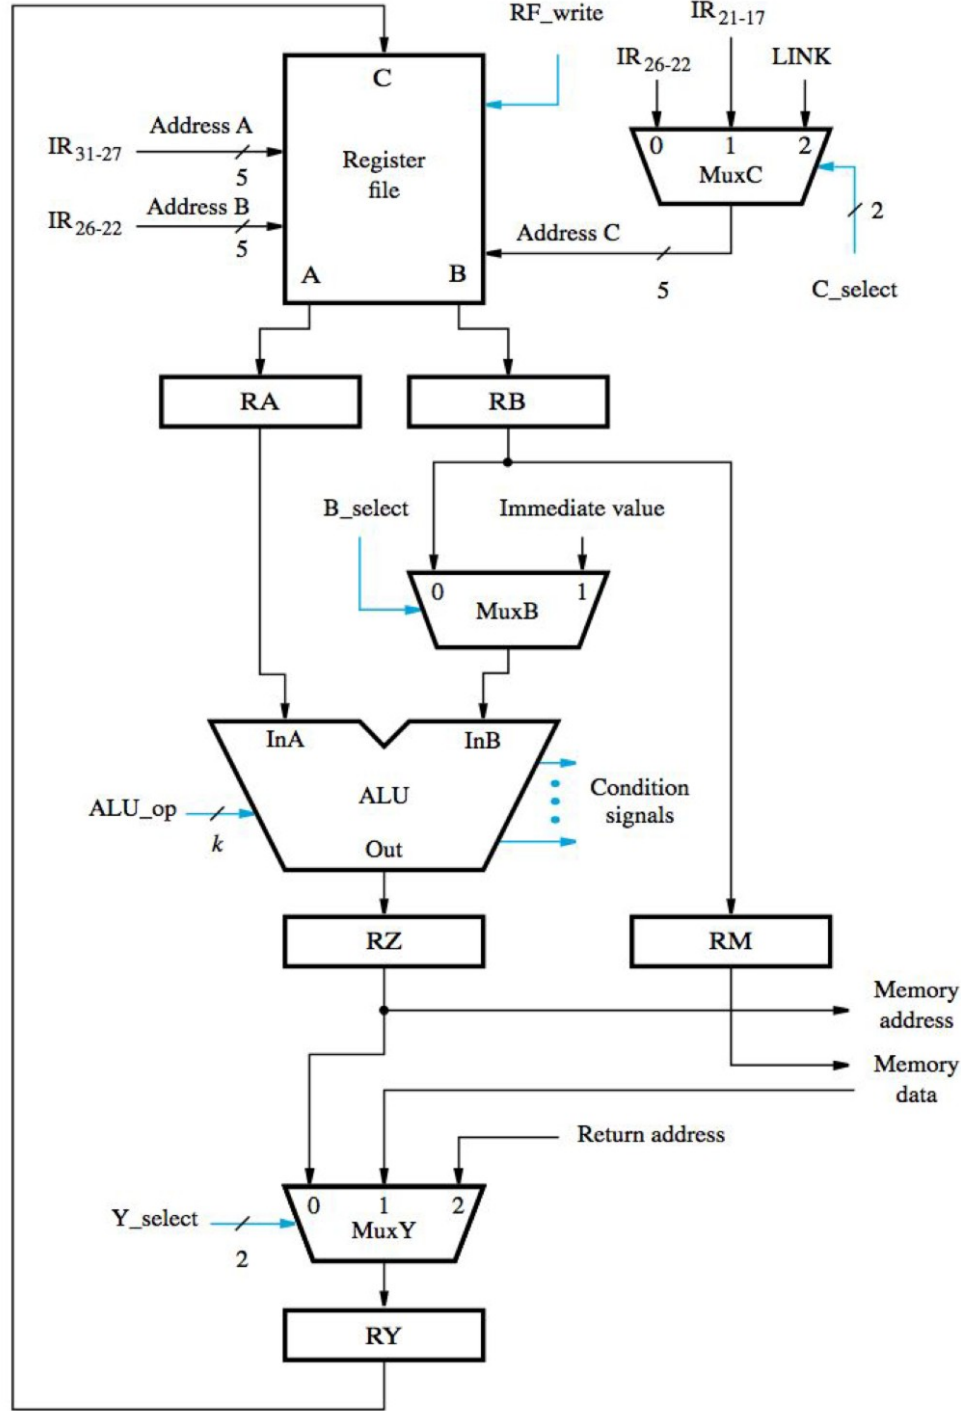 RF_write
IR21-17
IR26-22
LINK
C
0 1 2
MuxC
Address A
IR31-27
5
Register
file
Address B
IR26-22
5
2
Address C
5
C_select
A
B
RA
RB
B_select
Immediate value
0 1
MuxB
InA
InB
ALU_op
k
ALU
Condition
signals
Out
RZ
RM
Memory
address
Memory
data
Return address
0 1 2
MuxY
Y_select
2
RY